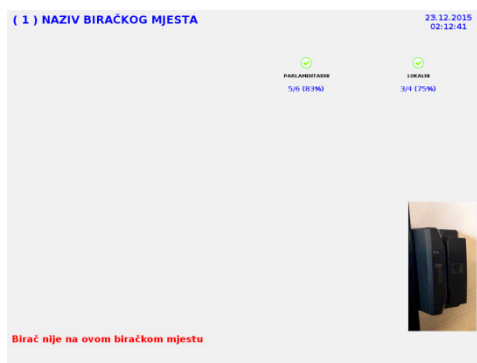 ( 1 ) NAZIV BIRAČKOG MJESTA
23.12.2015
02:12:41
PARLAMENTARNI
LOKALNI
5/6 (83%)
3/4 (75%)
Birač nije na ovom biračkom mjestu